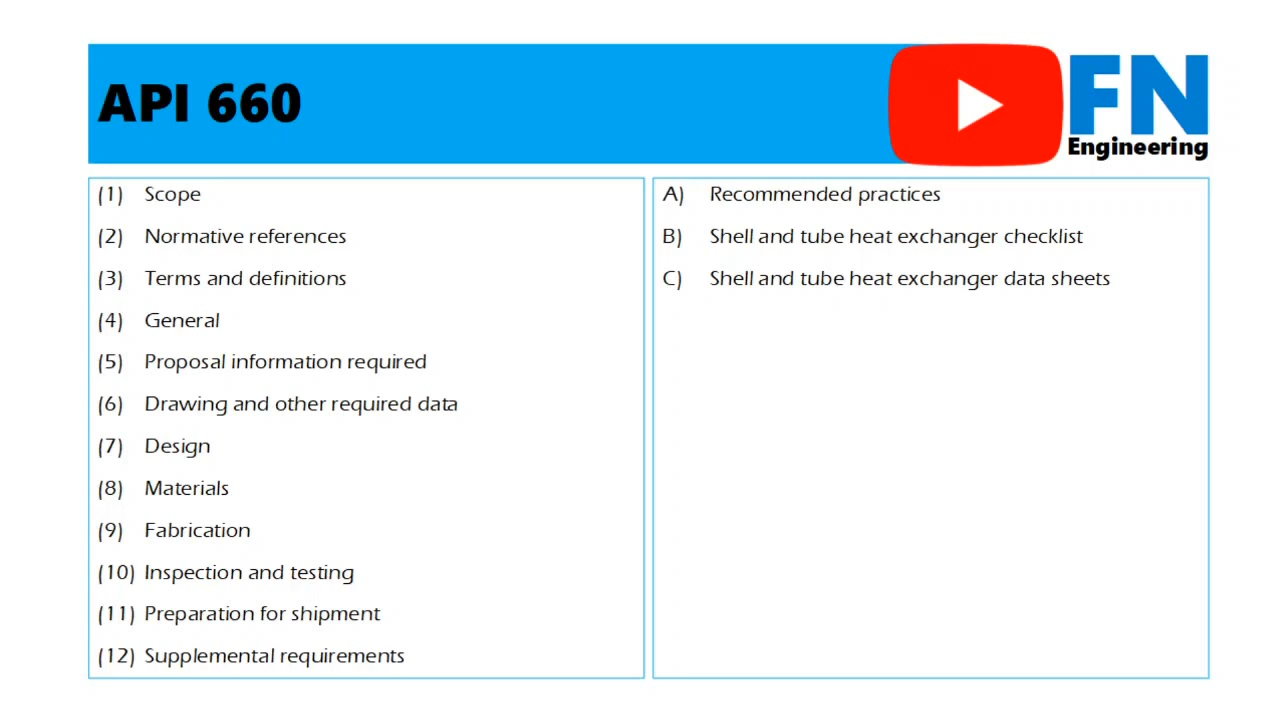 API 660
FN
Engineering
(1) Scope
(2) Normative references
(3) Terms and definitions
(4) General
(5) Proposal information required
(6) Drawing and other required data
(7) Design
(8) Materials
(9) Fabrication
(10) Inspection and testing
(11) Preparation for shipment
(12) Supplemental requirements
A) Recommended practices
B) Shell and tube heat exchanger checklist
C) Shell and tube heat exchanger data sheets